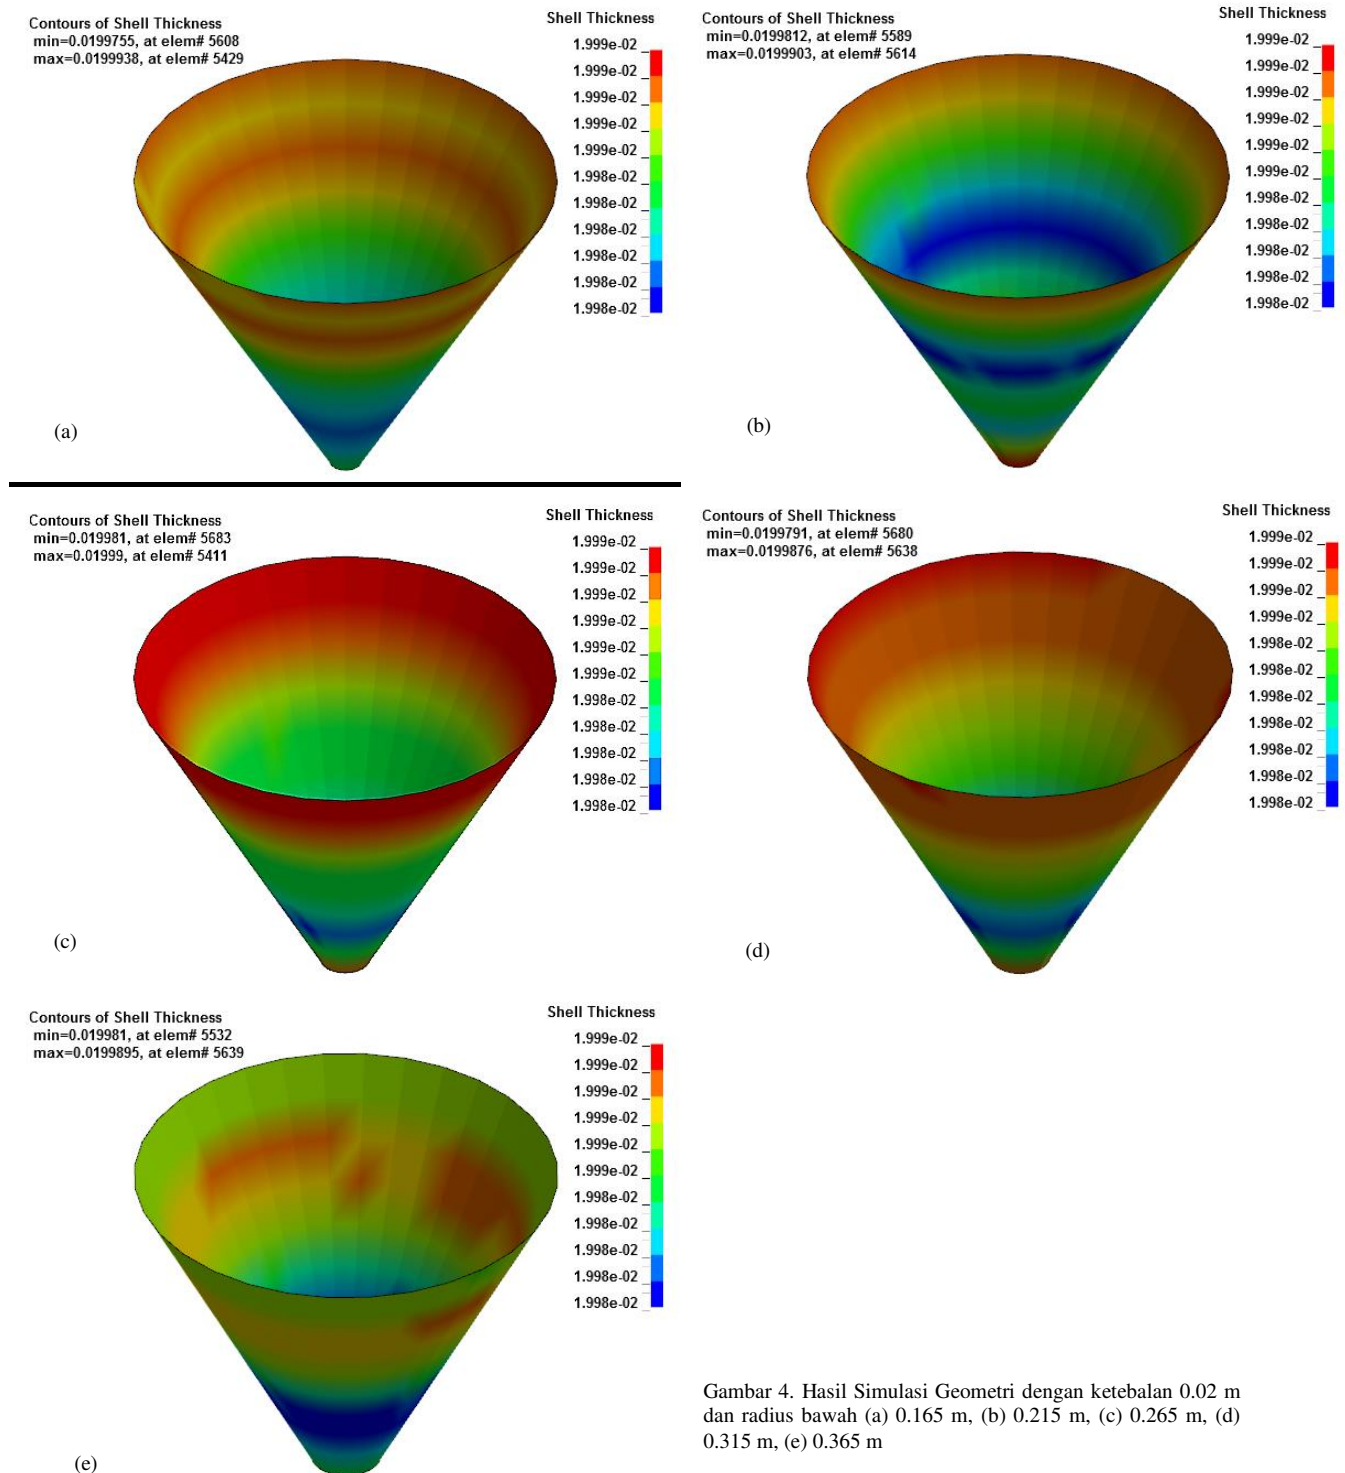 Contours of Shell Thickness
min=0.0199755, at elem# 5608
max=0.0199938, at elem# 5429
Shell Thickness
1.999e-02
1.999e-02
1.999e-02
1.999e-02
1.999e-02
1.998e-02
1.998e-02
1.998e-02
1.998e-02
1.998e-02
1.998e-02
(a)
Contours of Shell Thickness
min=0.0199812, at elem# 5589
max=0.0199903, at elem# 5614
Shell Thickness
1.999e-02
1.999e-02
1.999e-02
1.999e-02
1.999e-02
1.998e-02
1.998e-02
1.998e-02
1.998e-02
1.998e-02
1.998e-02
(b)
Contours of Shell Thickness
min=0.019981, at elem# 5683
max=0.01999, at elem# 5411
Shell Thickness
1.999e-02
1.999e-02
1.999e-02
1.999e-02
1.999e-02
1.999e-02
1.998e-02
1.998e-02
1.998e-02
1.998e-02
1.998e-02
(c)
Contours of Shell Thickness
min=0.0199791, at elem# 5680
max=0.0199876, at elem# 5638
Shell Thickness
1.999e-02
1.999e-02
1.999e-02
1.999e-02
1.998e-02
1.998e-02
1.998e-02
1.998e-02
1.998e-02
1.998e-02
1.998e-02
(d)
Contours of Shell Thickness
min=0.019981, at elem# 5532
max=0.0199895, at elem# 5639
Shell Thickness
1.999e-02
1.999e-02
1.999e-02
1.999e-02
1.999e-02
1.999e-02
1.998e-02
1.998e-02
1.998e-02
1.998e-02
1.998e-02
(e)
Gambar 4. Hasil Simulasi Geometri dengan ketebalan 0.02 m
dan radius bawah (a) 0.165 m, (b) 0.215 m, (c) 0.265 m, (d)
0.315 m, (e) 0.365 m